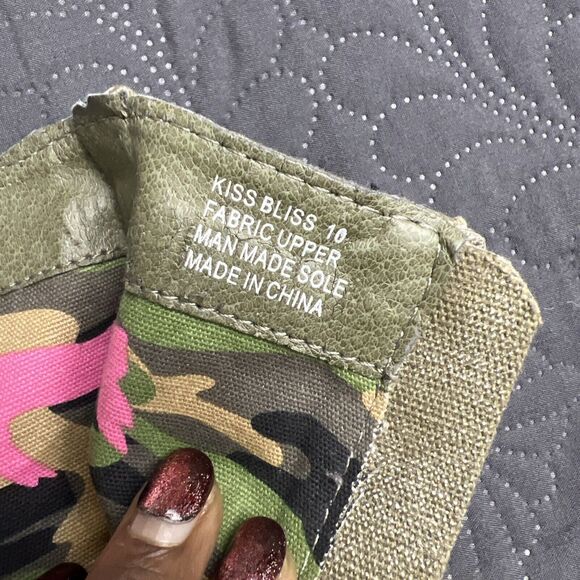 KISS BLISS 10
FABRIC UPPER
MAN MADE SOLE
MADE IN CHINA